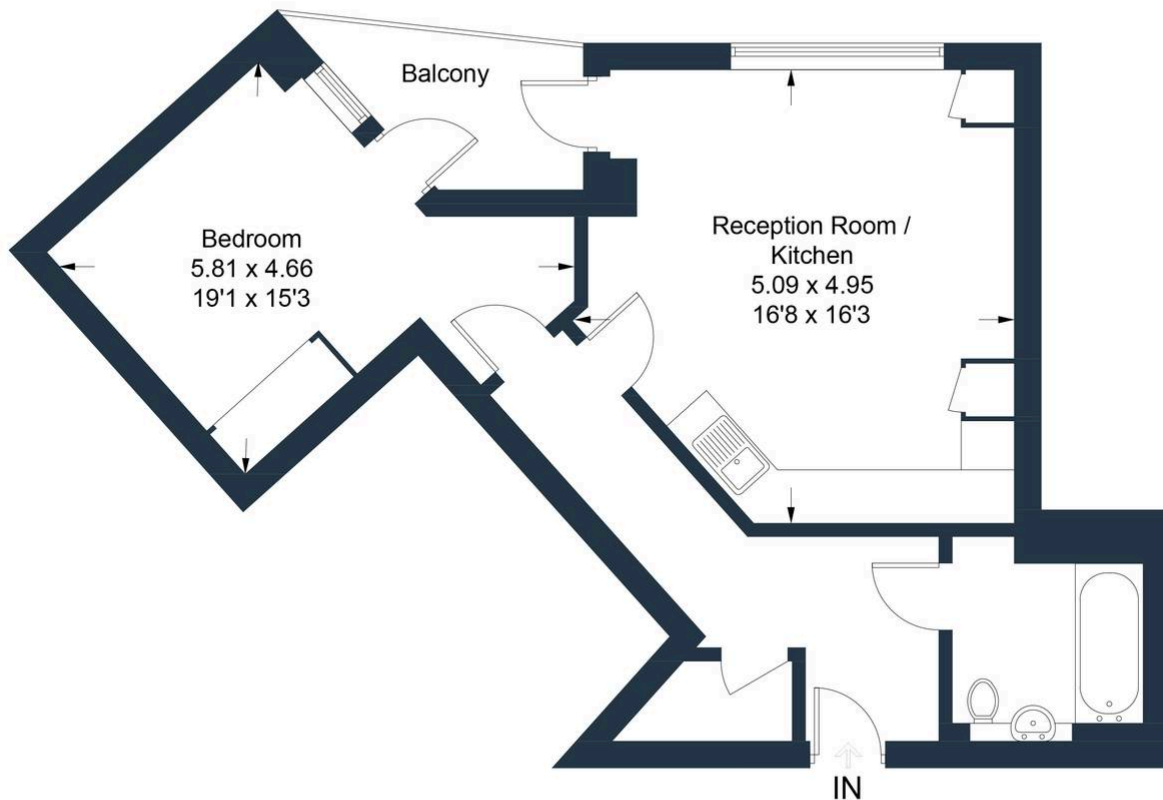 Balcony
Bedroom
5.81 x 4.66
19'1 x 15'3
Reception Room /
Kitchen
5.09 x 4.95
16'8 x 16'3
IN